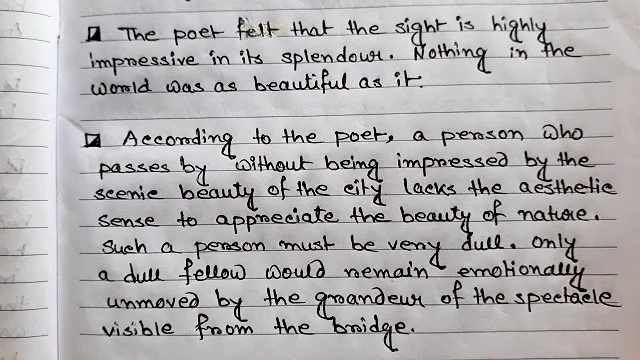 The poet felt that the sight is highly
impressive in its splendour. Nothing in the
world was as beautiful as it.
According to the poet, a person who
passes by without being impressed by the
scenic beauty of the city lacks the aesthetic
sense to appreciate the beauty of nature.
Such a person must be very dull. only
a dull fellow would remain emotionally
unmoved by the grandeur of the spectacle
visible from the bridge.